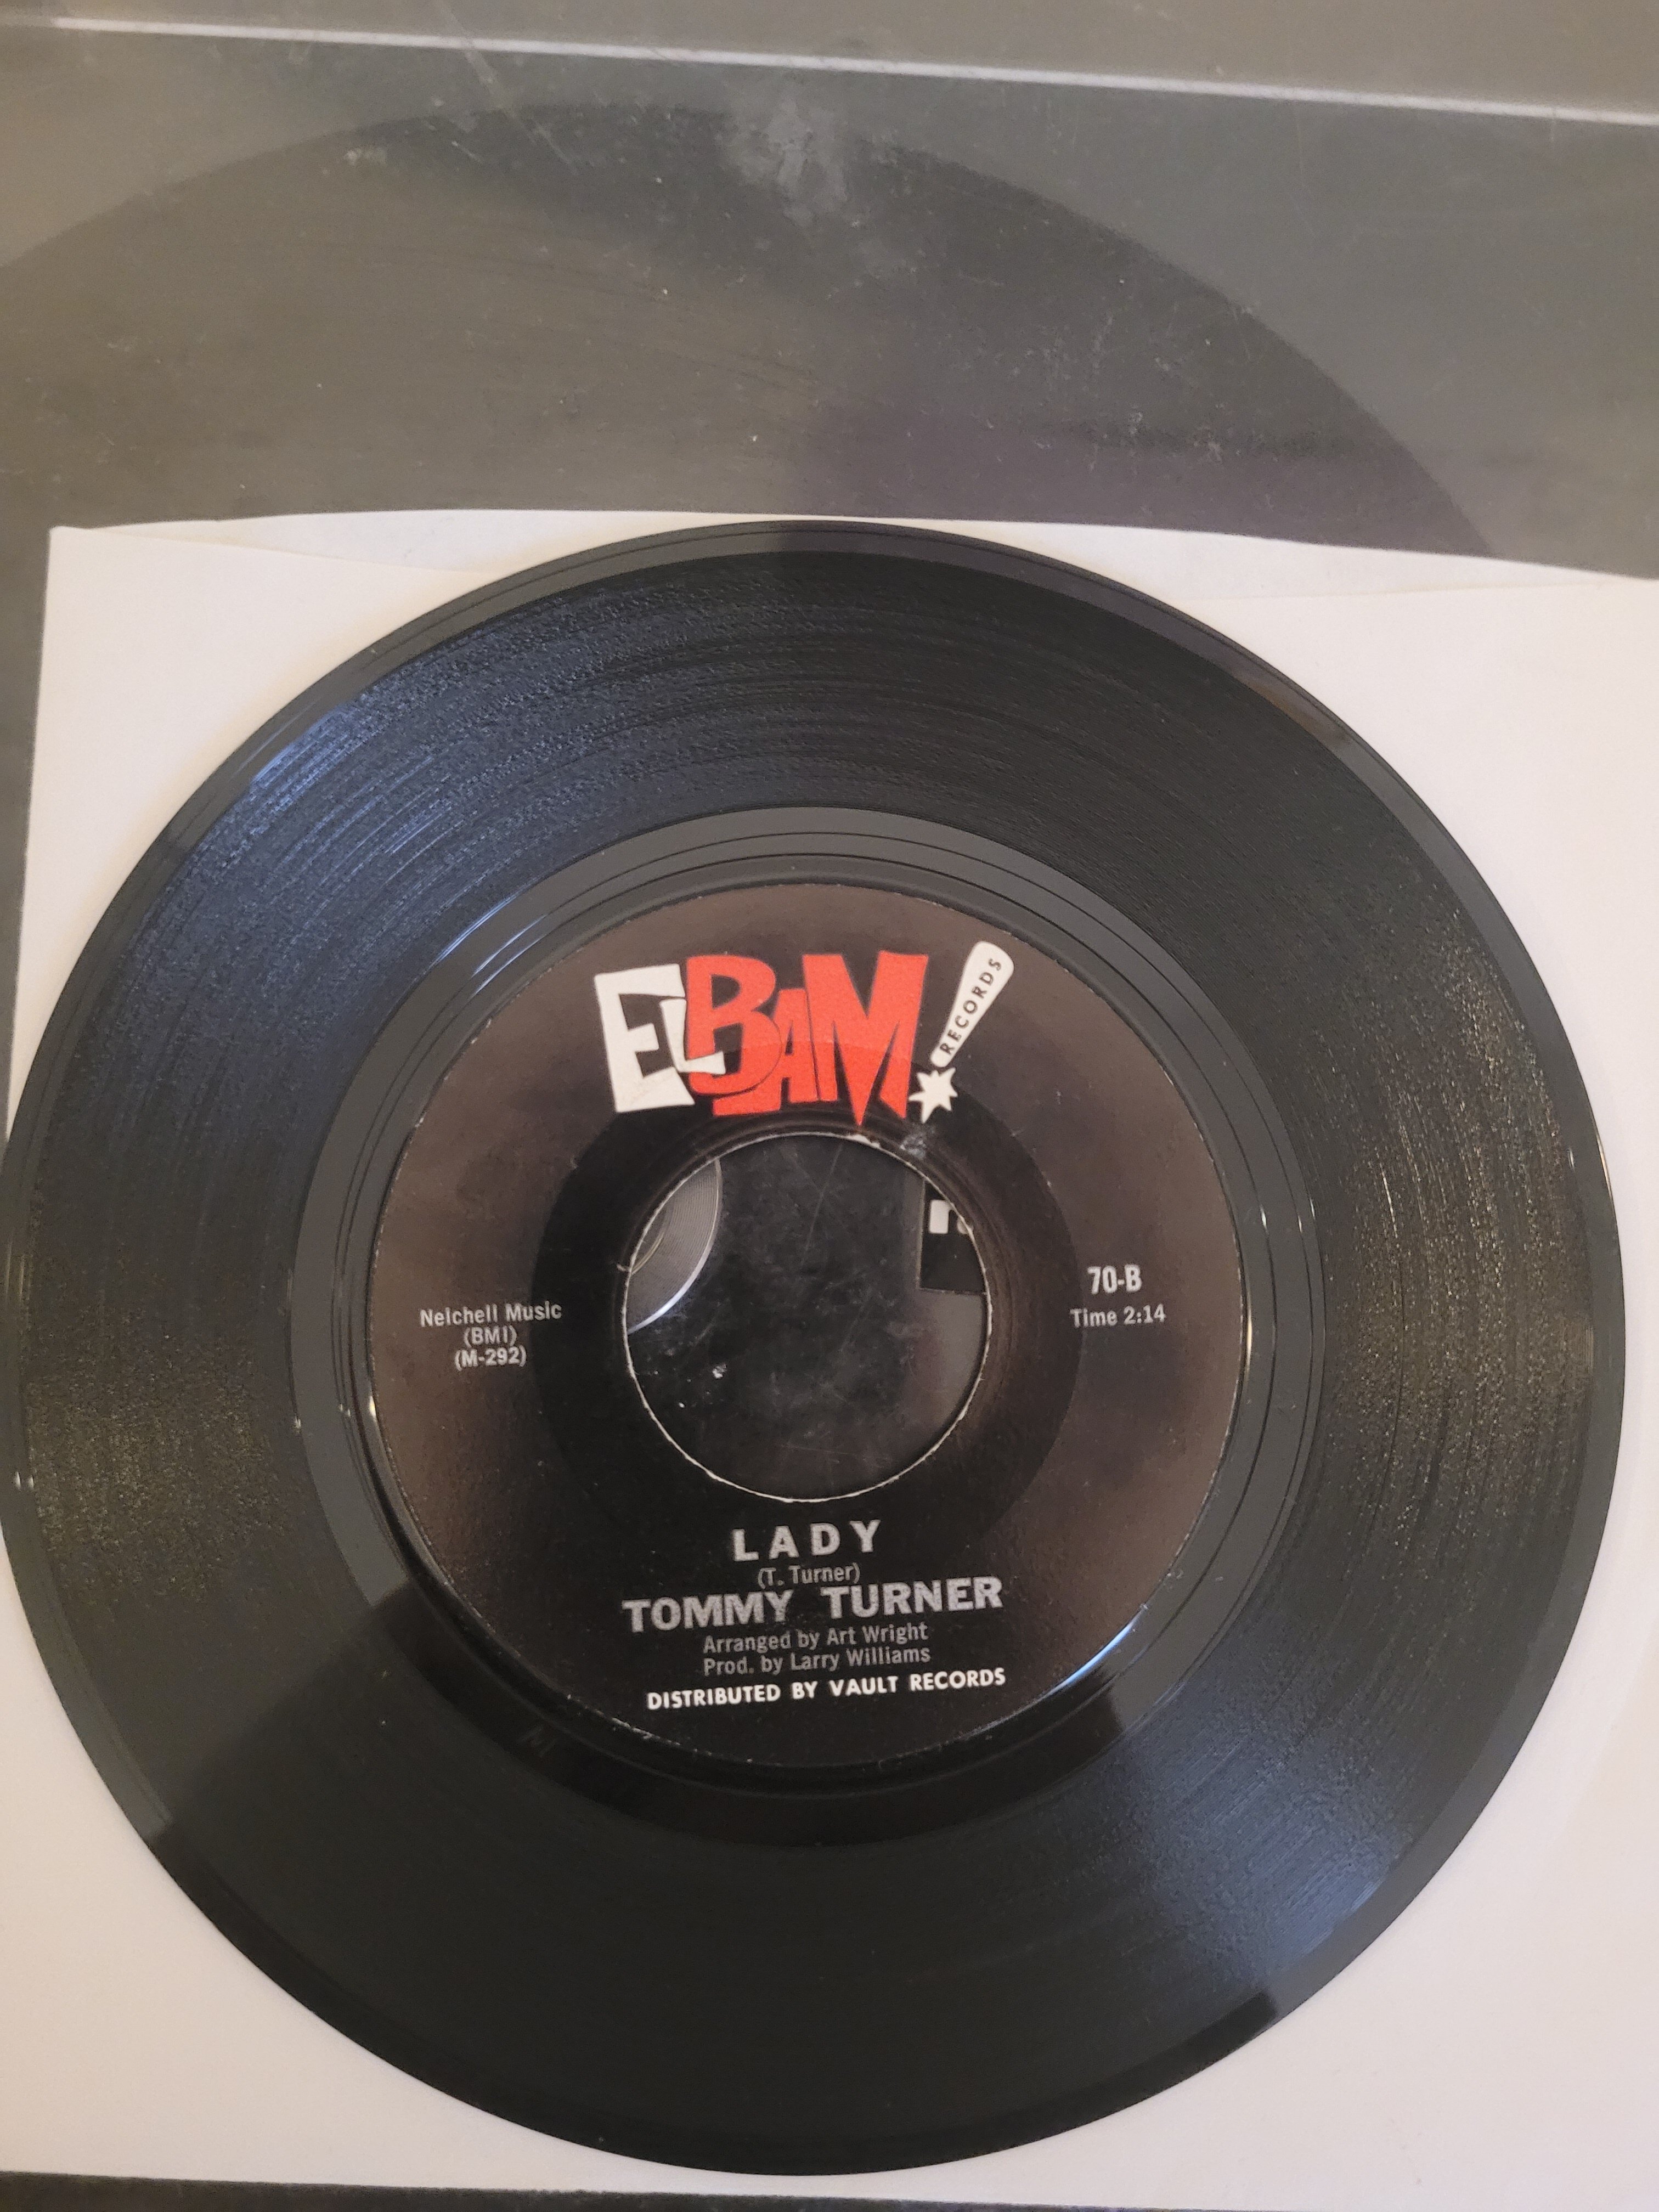 EL BAM! RECORDS
70-B
Time 2:14
Nelchell Music
(BMI)
(M-292)
LADY
(T. Turner)
TOMMY TURNER
Arranged by Art Wright
Prod. by Larry Williams
DISTRIBUTED BY VAULT RECORDS